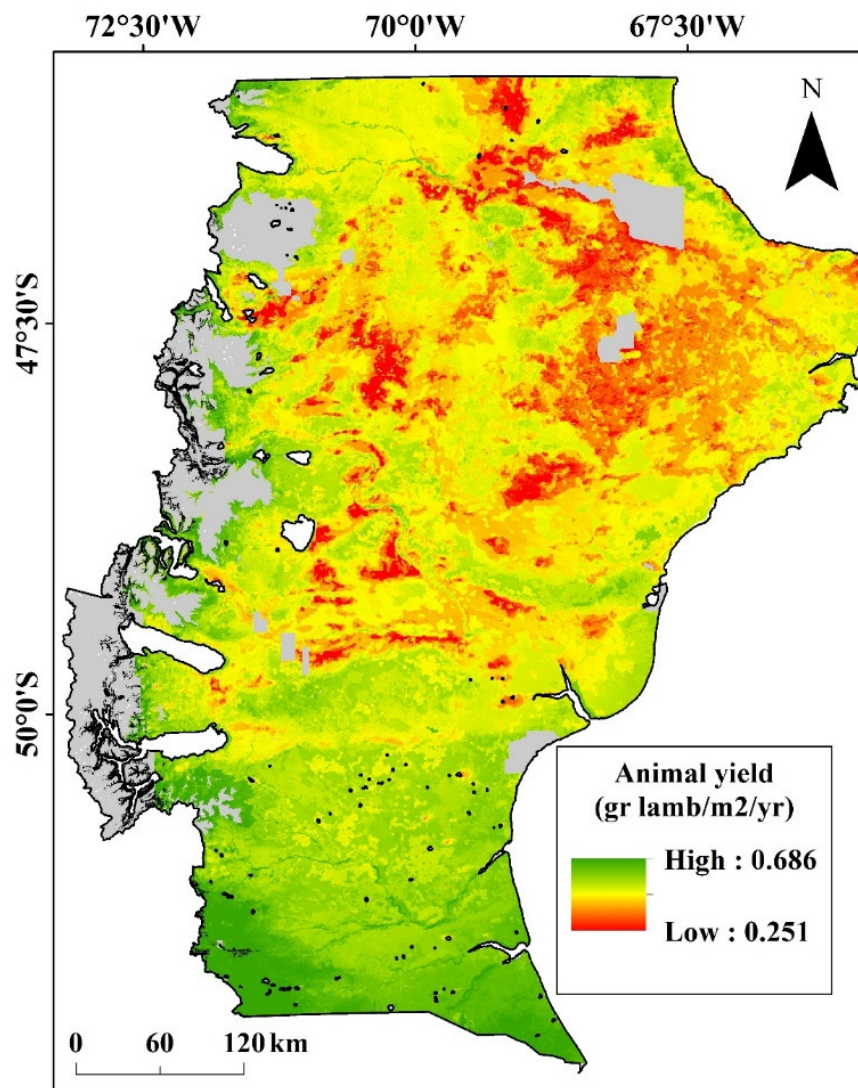 72°30'W 70°0'W 67°30'W
N
47°30'S
50°0'S
Animal yield
(gr lamb/m2/yr)
High : 0.686
Low : 0.251
0 60 120 km